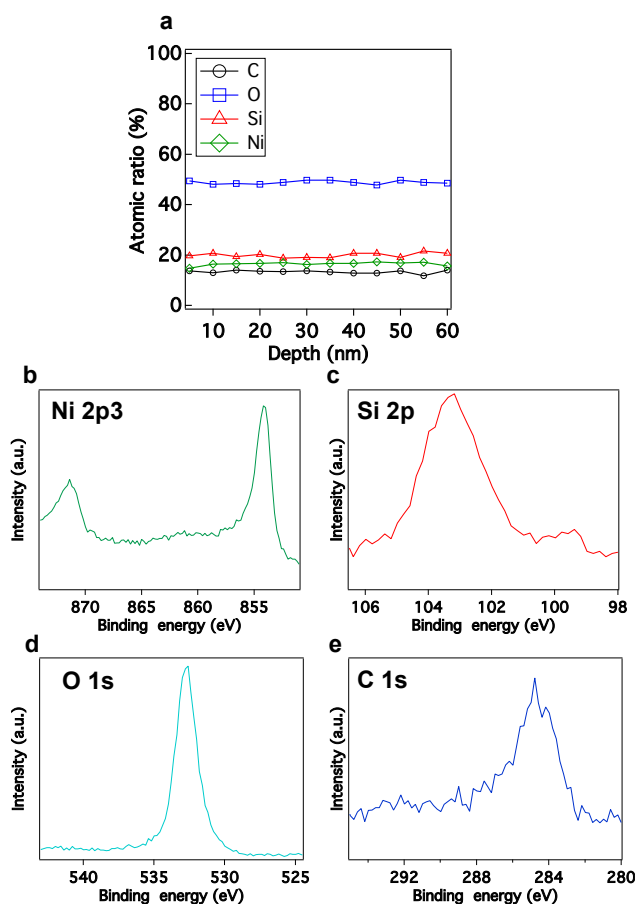 a
100
80
60
40
20
0
Atomic ratio (%)
C
O
Si
Ni
10 20 30 40 50 60
Depth (nm)
b
Ni 2p3
Intensity (a.u.)
870 865 860 855
Binding energy (eV)
c
Si 2p
Intensity (a.u.)
106 104 102 100 98
Binding energy (eV)
d
O 1s
Intensity (a.u.)
540 535 530 525
Binding energy (eV)
e
C 1s
Intensity (a.u.)
292 288 284 280
Binding energy (eV)